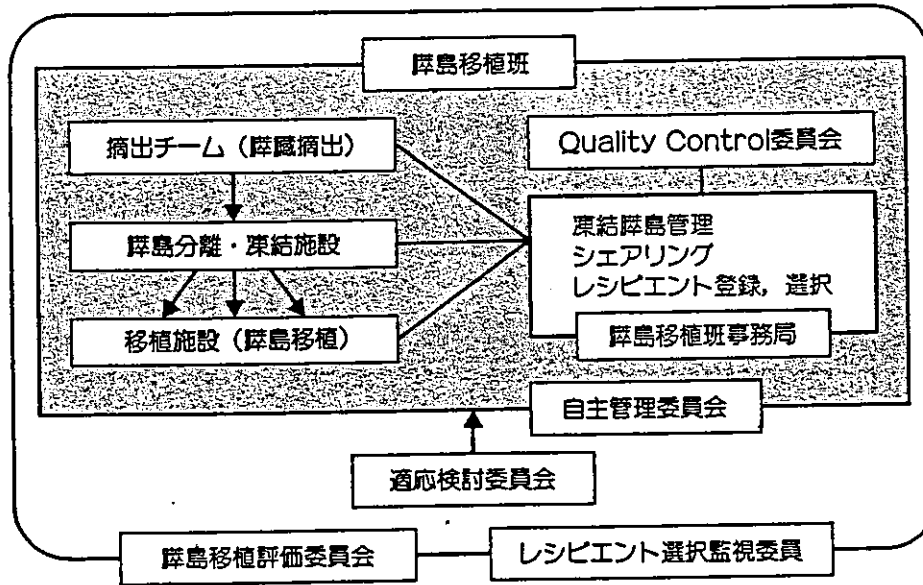 膵島移植班
摘出チーム（膵臓摘出）
Quality Control委員会
膵島分離・凍結施設
凍結膵島管理
シェアリング
レシピエント登録，選択
移植施設（膵島移植）
膵島移植班事務局
自主管理委員会
適応検討委員会
膵島移植評価委員会
レシピエント選択監視委員